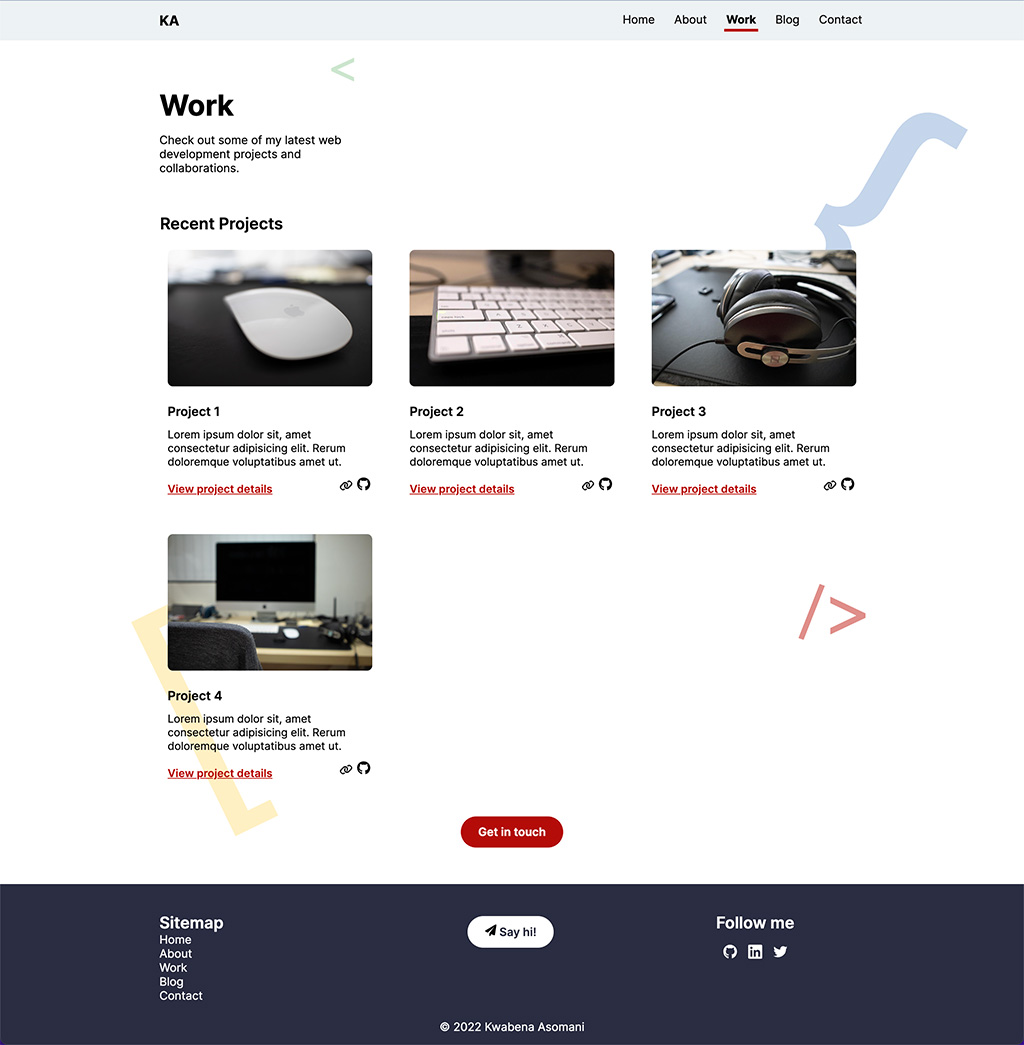 KA
Home About Work Blog Contact
<
Work
Check out some of my latest web
development projects and
collaborations.
{
Recent Projects
Project 1
Lorem ipsum dolor sit, amet
consectetur adipisicing elit. Rerum
doloremque voluptatibus amet ut.
View project details
Project 2
Lorem ipsum dolor sit, amet
consectetur adipisicing elit. Rerum
doloremque voluptatibus amet ut.
View project details
Project 3
Lorem ipsum dolor sit, amet
consectetur adipisicing elit. Rerum
doloremque voluptatibus amet ut.
View project details
/>
[
Project 4
Lorem ipsum dolor sit, amet
consectetur adipisicing elit. Rerum
doloremque voluptatibus amet ut.
View project details
Get in touch
Sitemap
Home
About
Work
Blog
Contact
Say hi!
Follow me
© 2022 Kwabena Asomani